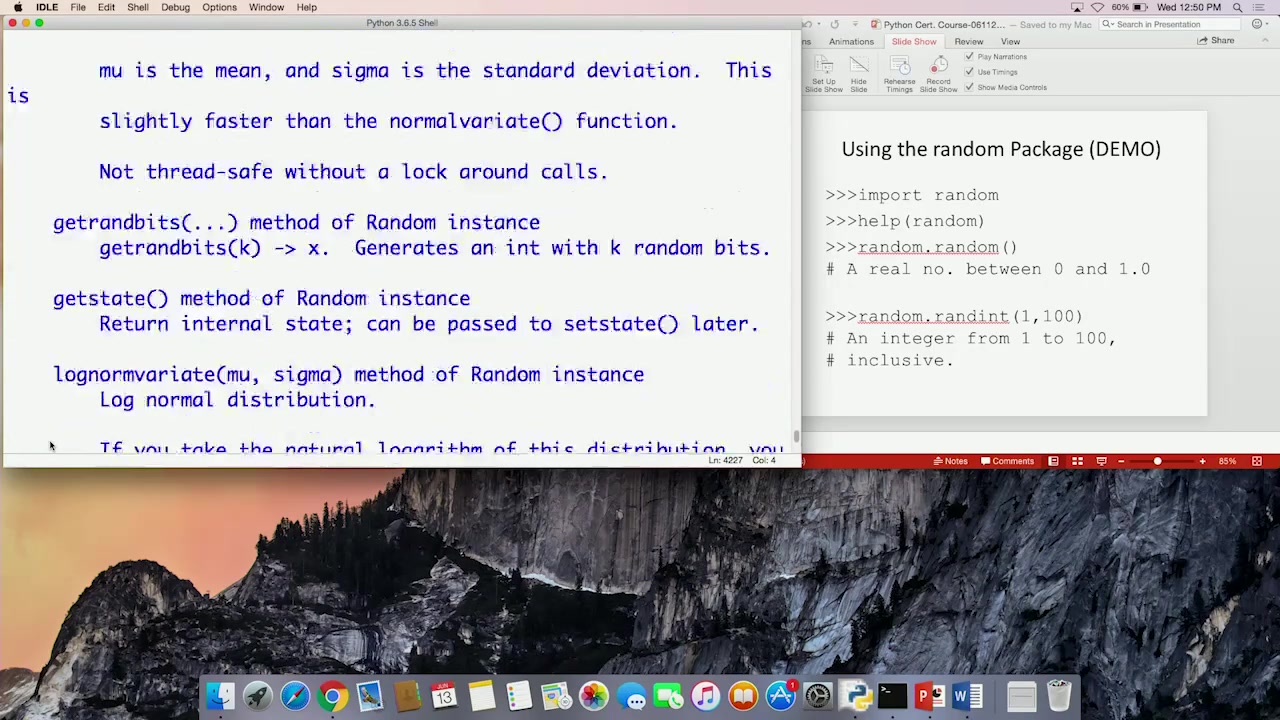 IDLE File Edit Shell Debug Options Window Help
60% Wed 12:50 PM
Python 3.6.5 Shell
mu is the mean, and sigma is the standard deviation.  This
is
slightly faster than the normalvariate() function.
Not thread-safe without a lock around calls.
getrandbits(...) method of Random instance
getrandbits(k) -> x.  Generates an int with k random bits.
getstate() method of Random instance
Return internal state; can be passed to setstate() later.
lognormvariate(mu, sigma) method of Random instance
Log normal distribution.
If you take the natural logarithm of this distribution, you
Ln: 4227 Col: 4
Python Cert. Course-06112... — Saved to my Mac
Search in Presentation
ns Animations Slide Show Review View
Share
Set Up
Slide Show
Hide
Slide
Rehearse
Timings
Record
Slide Show
Play Narrations
Use Timings
Show Media Controls
Using the random Package (DEMO)
>>>import random
>>>help(random)
>>>random.random()
# A real no. between 0 and 1.0
>>>random.randint(1,100)
# An integer from 1 to 100,
# inclusive.
Notes Comments 85%
JUN
13
1